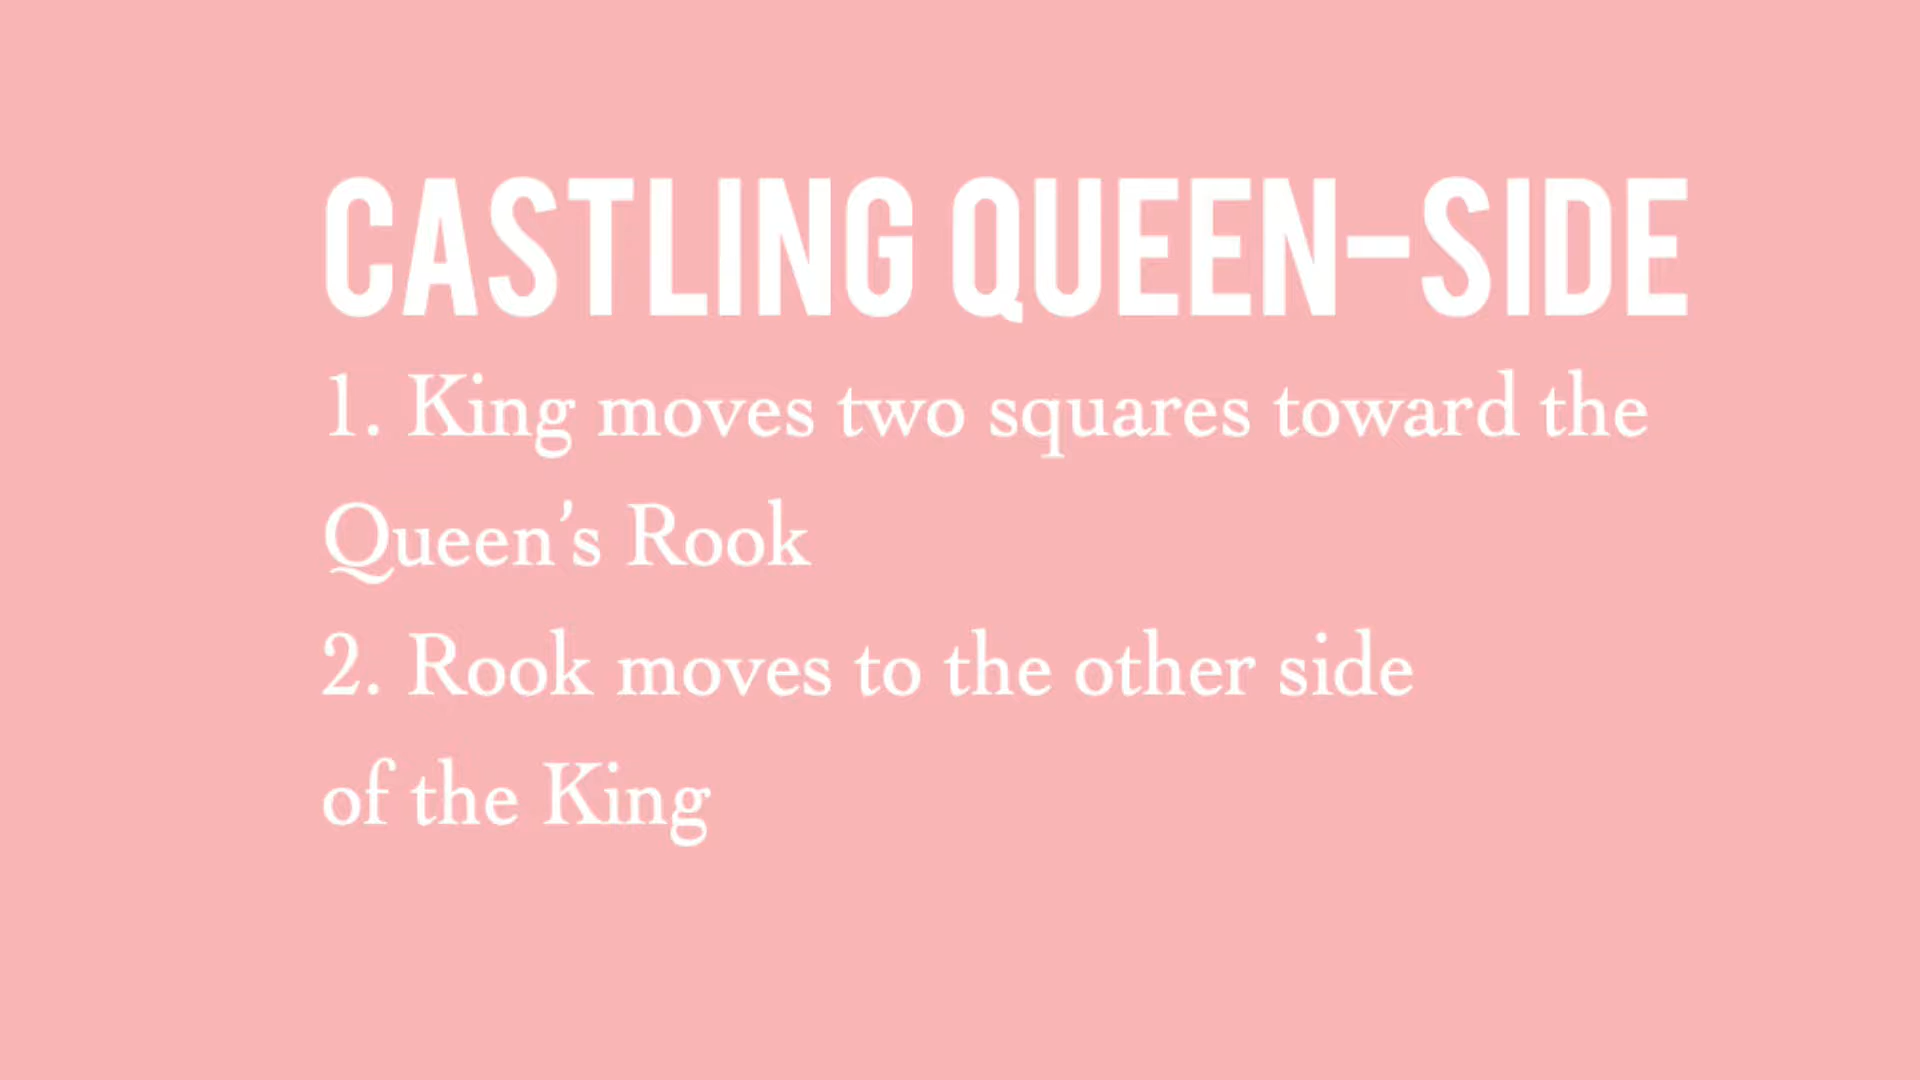 CASTLING QUEEN-SIDE
1. King moves two squares toward the
Queen’s Rook
2. Rook moves to the other side
of the King